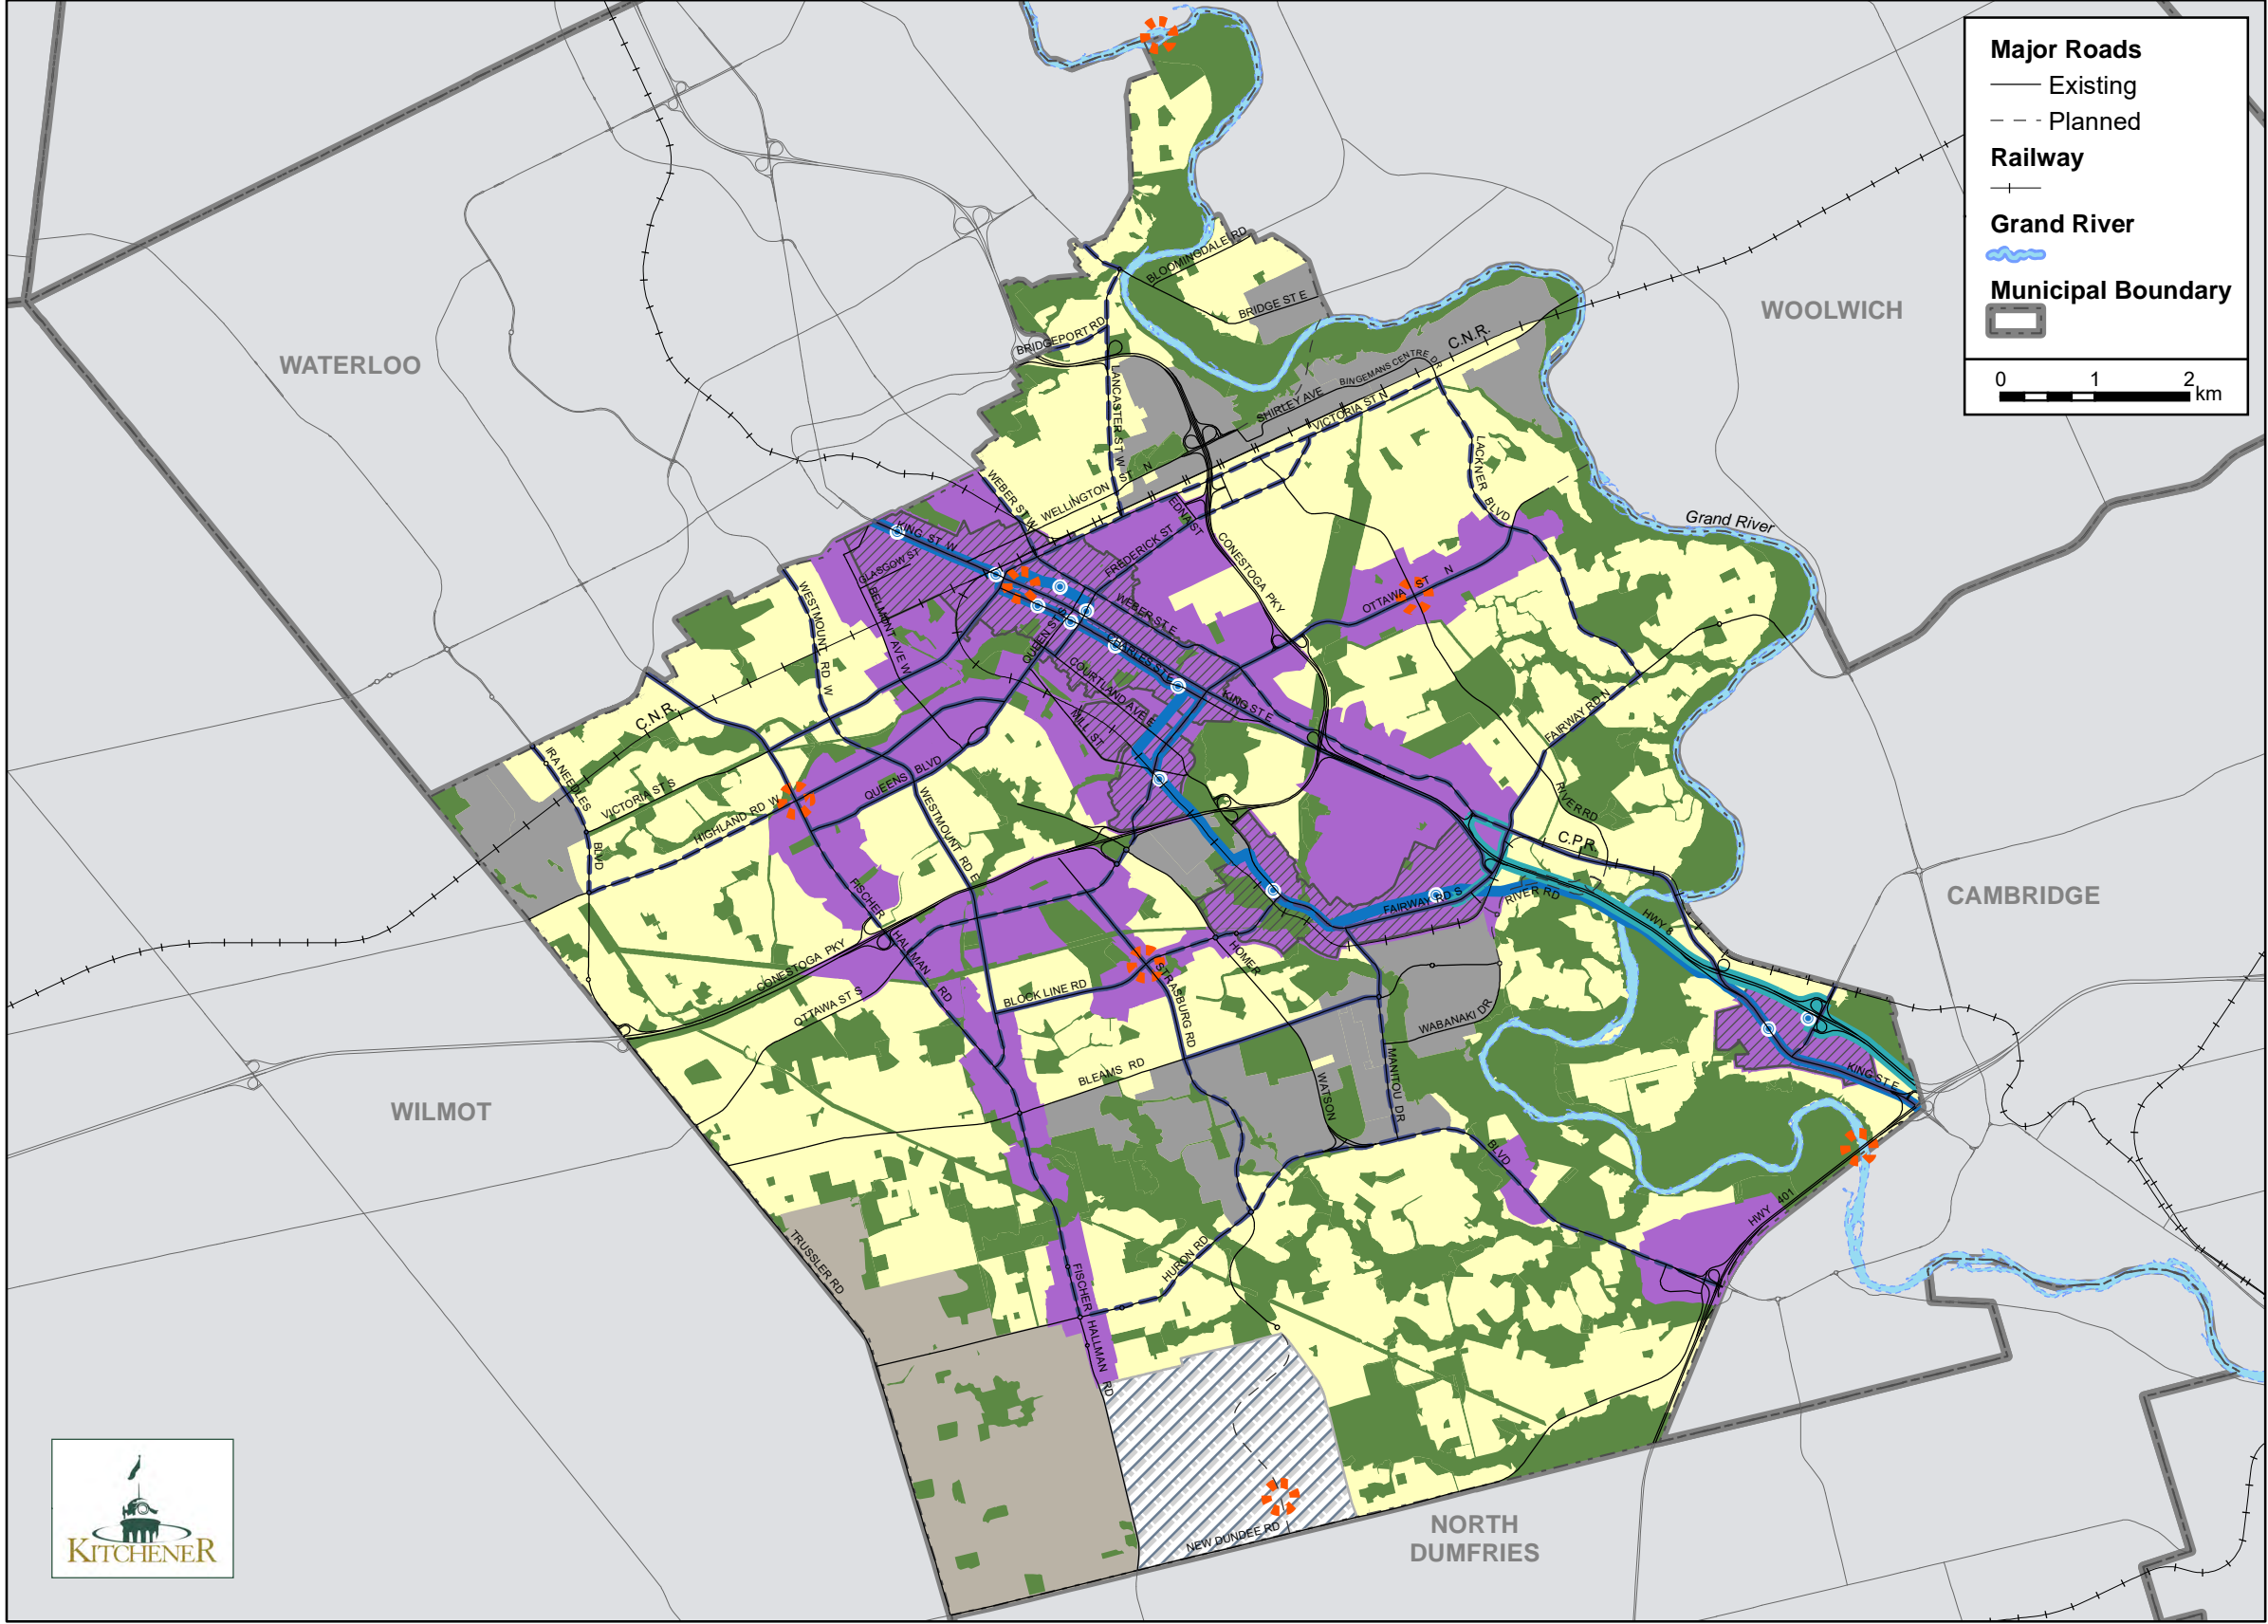 Major Roads
Existing
Planned
Railway
Grand River
Municipal Boundary
0 1 2 km
WATERLOO
WOOLWICH
CAMBRIDGE
WILMOT
NORTH
DUMFRIES
KITCHENER
BLOOMINGDALE RD
BRIDGE ST E
BRIDGEPORT RD
C.N.R.
BINGEMANS CENTRE DR
SHIRLEY AVE
VICTORIA ST N
LANCASTER ST W
WELLINGTON ST N
WEBER ST W
LACKNER BLVD
Grand River
KING ST W
GLASGOW ST
EDNA ST
FREDERICK ST
CONESTOGA PKY
OTTAWA ST N
WESTMOUNT RD W
BELMONT AVE W
WEBER ST E
QUEEN ST S
CHARLES ST E
COURTLAND AVE E
KING ST E
MILL ST
C.N.R.
FAIRWAY RD N
IRA NEEDLES BLVD
VICTORIA ST S
HIGHLAND RD W
QUEENS BLVD
WESTMOUNT RD E
RIVER RD
C.P.R.
FISCHER HALLMAN RD
FAIRWAY RD S
RIVER RD
HWY 8
CONESTOGA PKY
OTTAWA ST S
BLOCK LINE RD
STRASBURG RD
HOMER WATSON BLVD
WABANAKI DR
MANITOU DR
BLEAMS RD
KING ST E
HWY 401
TRUSSLER RD
HURON RD
FISCHER HALLMAN RD
NEW DUNDEE RD